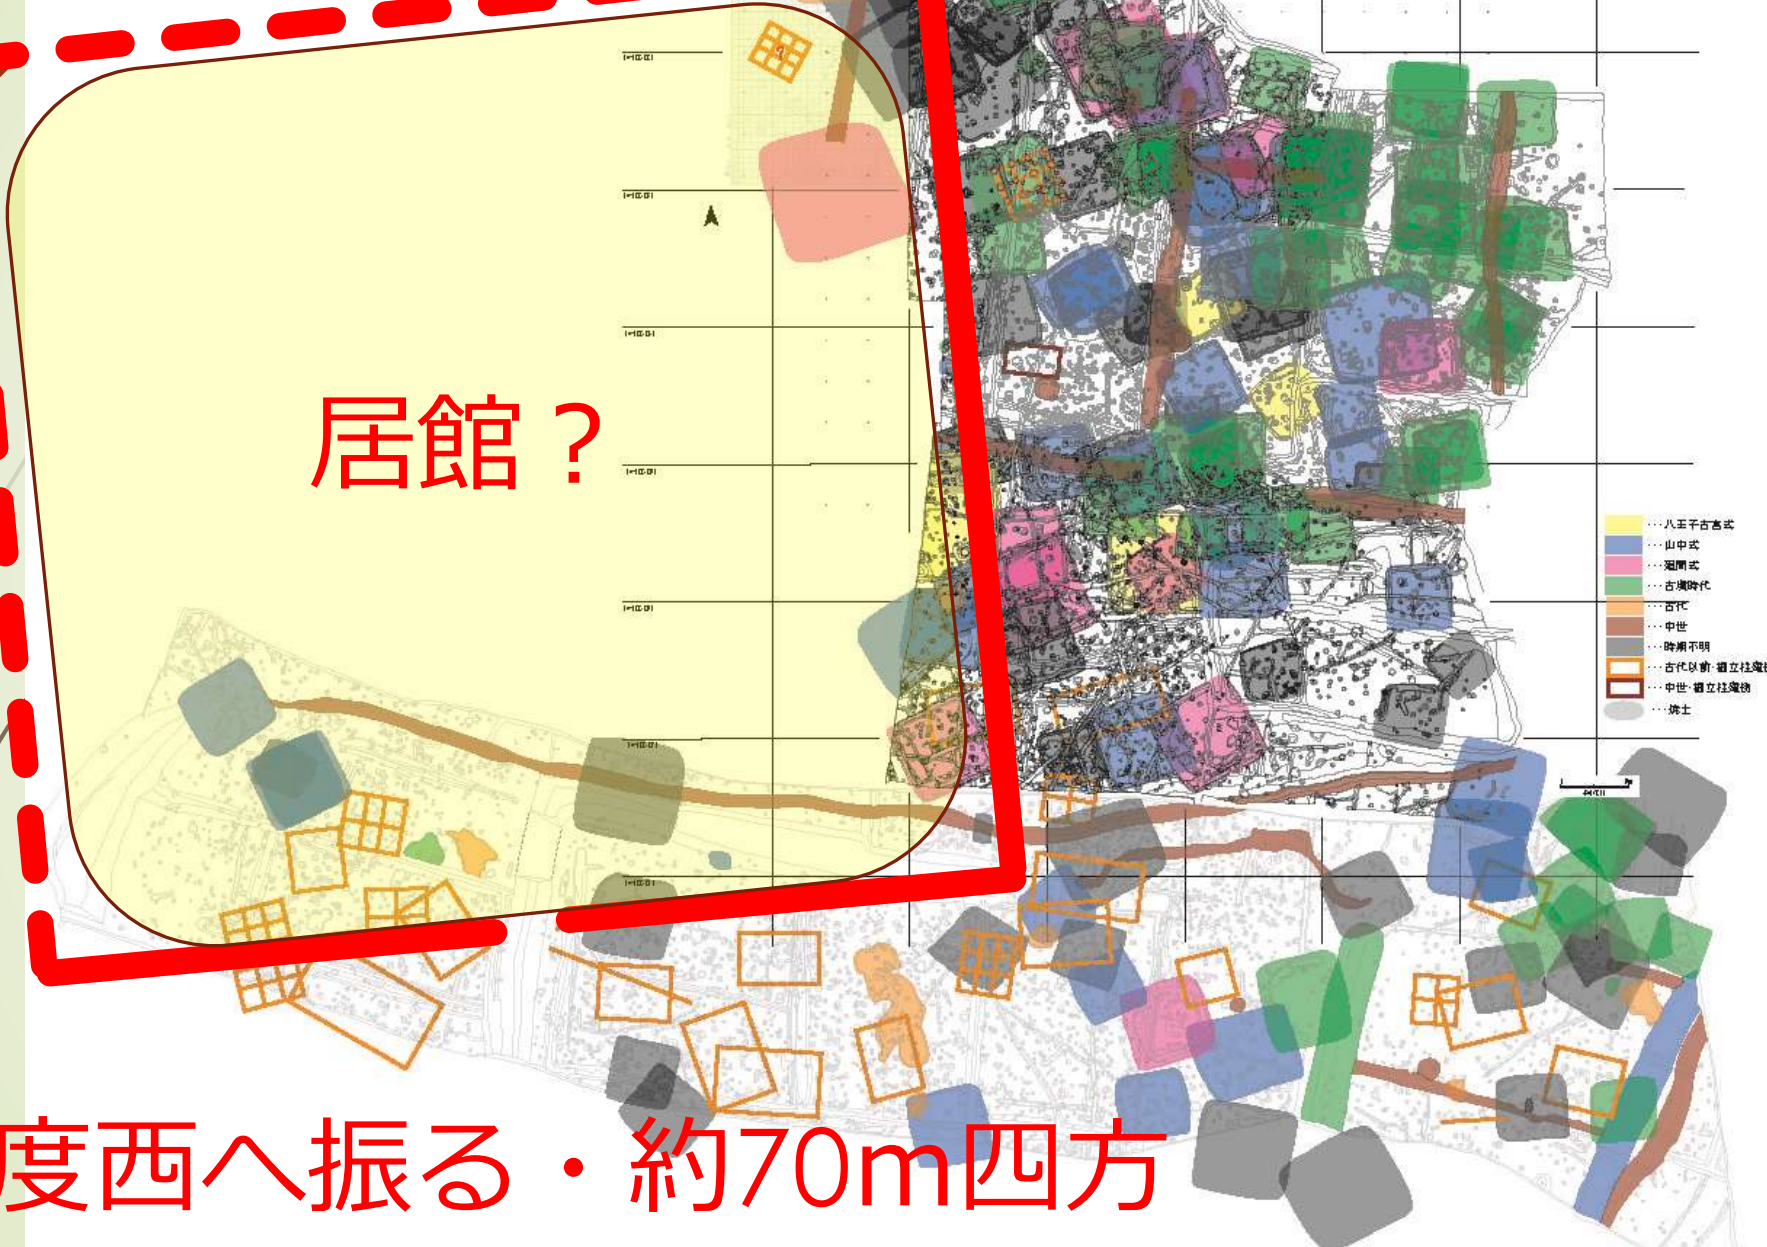 居館？
･･･八王子古宮式
･･･山中式
･･･廻間式
･･･古墳時代
･･･古代
･･･中世
･･･時期不明
･･･古代以前･掘立柱建物
･･･中世･掘立柱建物
･･･焼土
度西へ振る・約70m四方